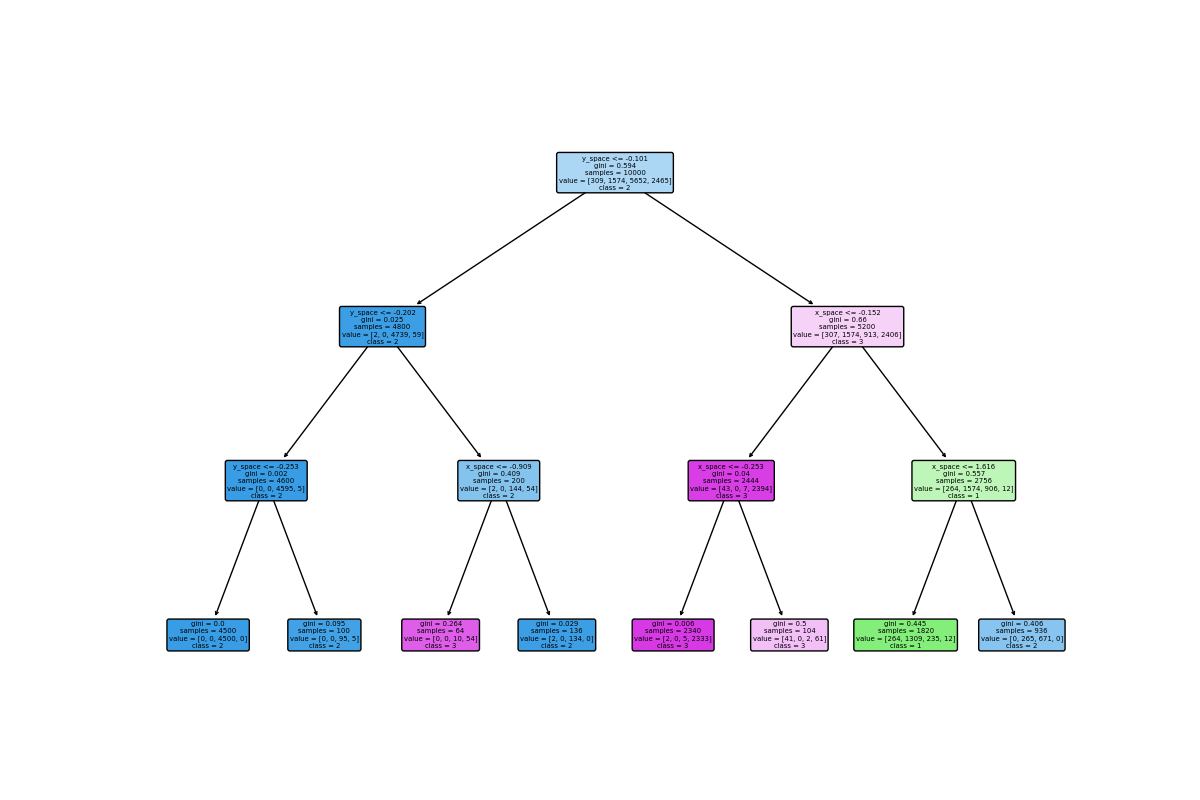 y_space <= -0.101
gini = 0.594
samples = 10000
value = [309, 1574, 5652, 2465]
class = 2
y_space <= -0.202
gini = 0.025
samples = 4800
value = [2, 0, 4739, 59]
class = 2
x_space <= -0.152
gini = 0.66
samples = 5200
value = [307, 1574, 913, 2406]
class = 3
y_space <= -0.253
gini = 0.002
samples = 4600
value = [0, 0, 4595, 5]
class = 2
x_space <= -0.909
gini = 0.409
samples = 200
value = [2, 0, 144, 54]
class = 2
x_space <= -0.253
gini = 0.04
samples = 2444
value = [43, 0, 7, 2394]
class = 3
x_space <= 1.616
gini = 0.557
samples = 2756
value = [264, 1574, 906, 12]
class = 1
gini = 0.0
samples = 4500
value = [0, 0, 4500, 0]
class = 2
gini = 0.095
samples = 100
value = [0, 0, 95, 5]
class = 2
gini = 0.264
samples = 64
value = [0, 0, 10, 54]
class = 3
gini = 0.029
samples = 136
value = [2, 0, 134, 0]
class = 2
gini = 0.006
samples = 2340
value = [2, 0, 5, 2333]
class = 3
gini = 0.5
samples = 104
value = [41, 0, 2, 61]
class = 3
gini = 0.445
samples = 1820
value = [264, 1309, 235, 12]
class = 1
gini = 0.406
samples = 936
value = [0, 265, 671, 0]
class = 2